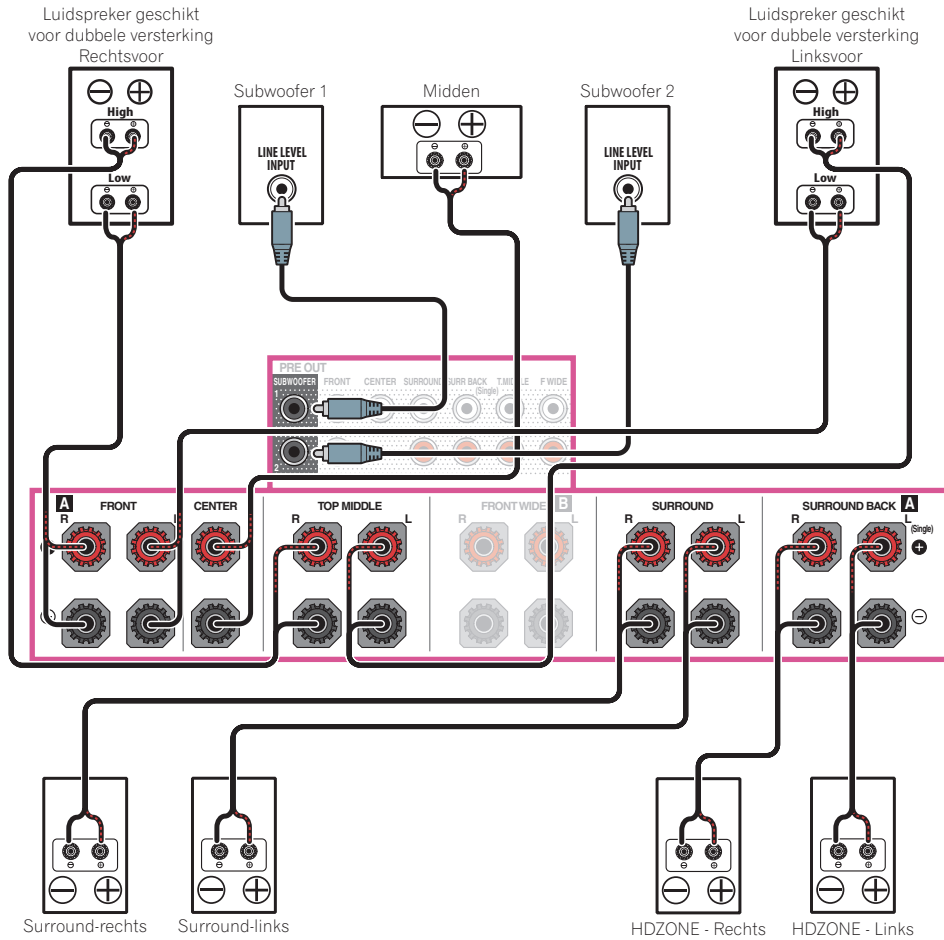 Luidspreker geschikt
voor dubbele versterking
Rechtsvoor
Luidspreker geschikt
voor dubbele versterking
Linksvoor
Subwoofer 1
Midden
Subwoofer 2
High
Low
LINE LEVEL
INPUT
LINE LEVEL
INPUT
High
Low
PRE OUT
SUBWOOFER FRONT CENTER SURROUND SURR BACK T.MIDDLE F WIDE
(Single)
1
2
A FRONT CENTER TOP MIDDLE FRONT WIDE B SURROUND SURROUND BACK A
R L R L R L R L R L
(Single)
Surround-rechts
Surround-links
HDZONE - Rechts
HDZONE - Links